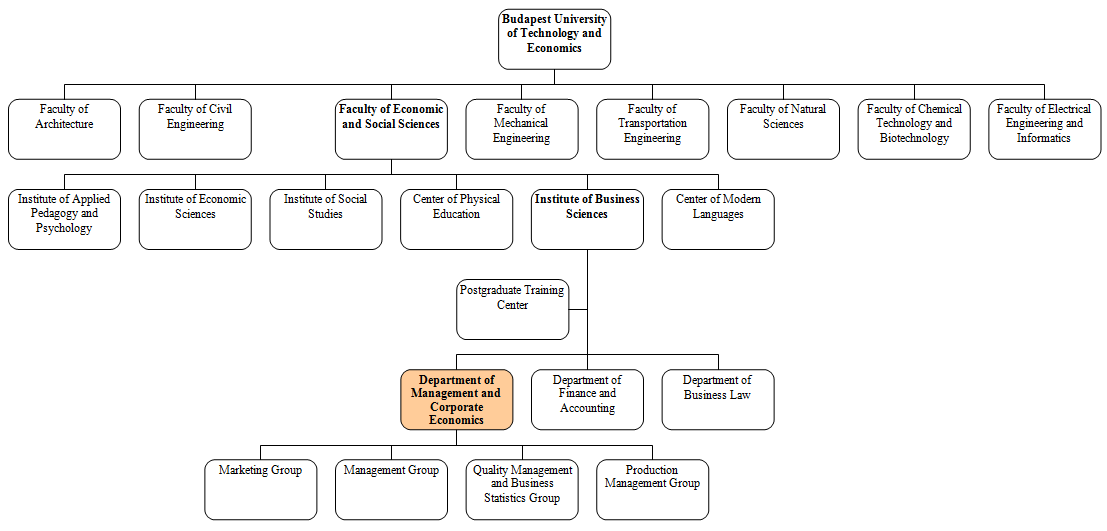 Budapest University
of Technology and
Economics
Faculty of
Architecture
Faculty of Civil
Engineering
Faculty of Economic
and Social Sciences
Faculty of
Mechanical
Engineering
Faculty of
Transportation
Engineering
Faculty of Natural
Sciences
Faculty of Chemical
Technology and
Biotechnology
Faculty of Electrical
Engineering and
Informatics
Institute of Applied
Pedagogy and
Psychology
Institute of Economic
Sciences
Institute of Social
Studies
Center of Physical
Education
Institute of Business
Sciences
Center of Modern
Languages
Postgraduate Training
Center
Department of
Management and
Corporate
Economics
Department of
Finance and
Accounting
Department of
Business Law
Marketing Group
Management Group
Quality Management
and Business
Statistics Group
Production
Management Group